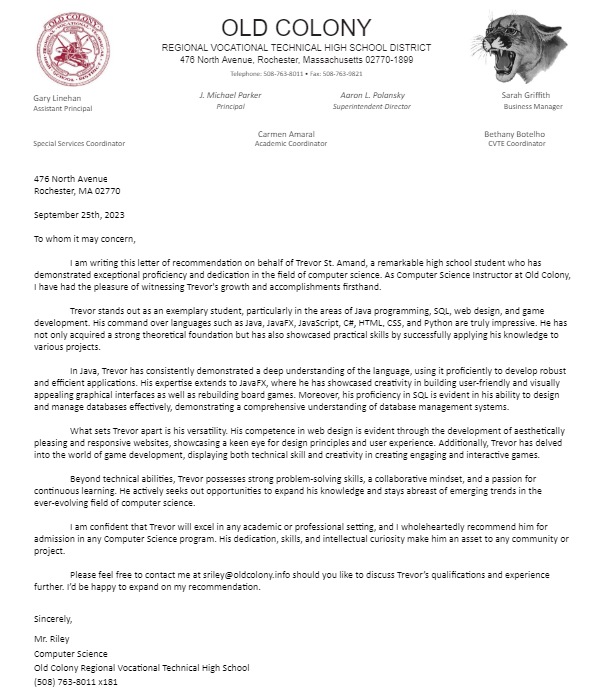 OLD COLONY
REGIONAL VOCATIONAL TECHNICAL HIGH SCHOOL DISTRICT
476 North Avenue, Rochester, Massachusetts 02770-1899
Telephone: 508-763-8011 • Fax: 508-763-9821
Gary Linehan
Assistant Principal
J. Michael Parker
Principal
Aaron L. Polansky
Superintendent Director
Sarah Griffith
Business Manager
Special Services Coordinator
Carmen Amaral
Academic Coordinator
Bethany Botelho
CVTE Coordinator
476 North Avenue
Rochester, MA 02770
September 25th, 2023
To whom it may concern,
I am writing this letter of recommendation on behalf of Trevor St. Amand, a remarkable high school student who has
demonstrated exceptional proficiency and dedication in the field of computer science. As Computer Science Instructor at Old Colony,
I have had the pleasure of witnessing Trevor's growth and accomplishments firsthand.
Trevor stands out as an exemplary student, particularly in the areas of Java programming, SQL, web design, and game
development. His command over languages such as Java, JavaFX, JavaScript, C#, HTML, CSS, and Python are truly impressive. He has
not only acquired a strong theoretical foundation but has also showcased practical skills by successfully applying his knowledge to
various projects.
In Java, Trevor has consistently demonstrated a deep understanding of the language, using it proficiently to develop robust
and efficient applications. His expertise extends to JavaFX, where he has showcased creativity in building user-friendly and visually
appealing graphical interfaces as well as rebuilding board games. Moreover, his proficiency in SQL is evident in his ability to design
and manage databases effectively, demonstrating a comprehensive understanding of database management systems.
What sets Trevor apart is his versatility. His competence in web design is evident through the development of aesthetically
pleasing and responsive websites, showcasing a keen eye for design principles and user experience. Additionally, Trevor has delved
into the world of game development, displaying both technical skill and creativity in creating engaging and interactive games.
Beyond technical abilities, Trevor possesses strong problem-solving skills, a collaborative mindset, and a passion for
continuous learning. He actively seeks out opportunities to expand his knowledge and stays abreast of emerging trends in the
ever-evolving field of computer science.
I am confident that Trevor will excel in any academic or professional setting, and I wholeheartedly recommend him for
admission in any Computer Science program. His dedication, skills, and intellectual curiosity make him an asset to any community or
project.
Please feel free to contact me at sriley@oldcolony.info should you like to discuss Trevor's qualifications and experience
further. I'd be happy to expand on my recommendation.
Sincerely,
Mr. Riley
Computer Science
Old Colony Regional Vocational Technical High School
(508) 763-8011 x181